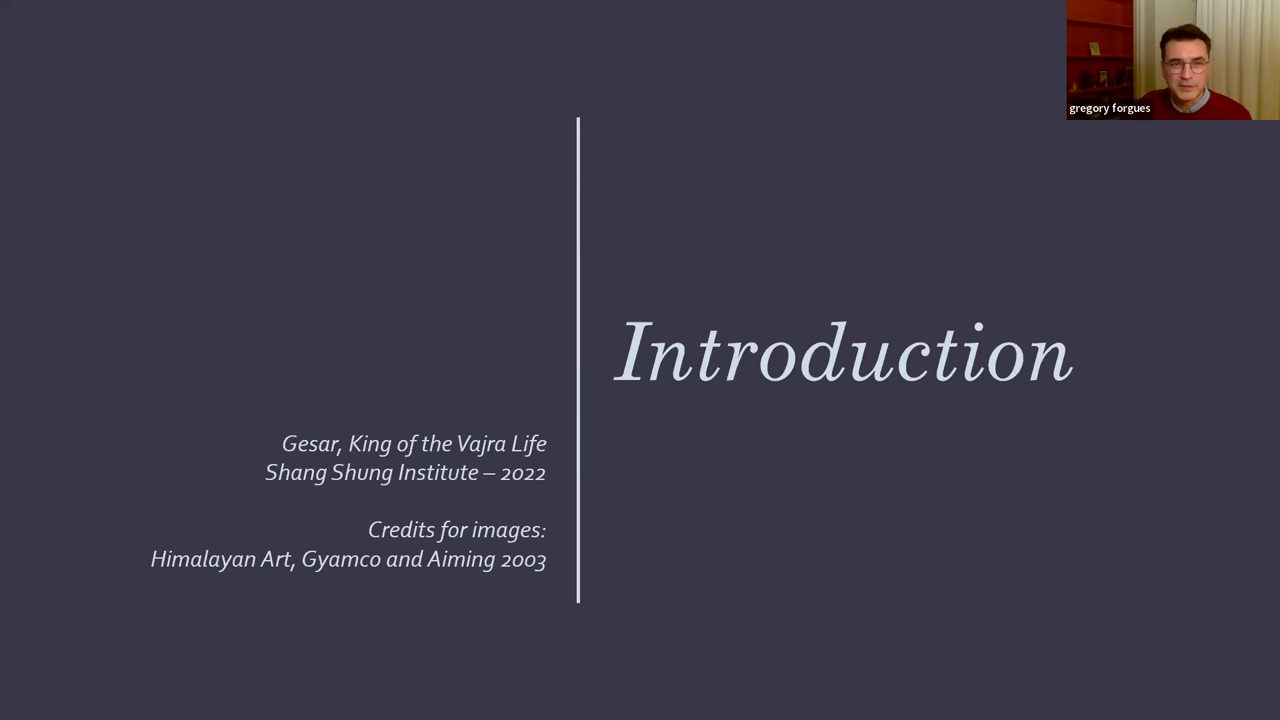 gregory forgues
Introduction
Gesar, King of the Vajra Life
Shang Shung Institute – 2022
Credits for images:
Himalayan Art, Gyamco and Aiming 2003